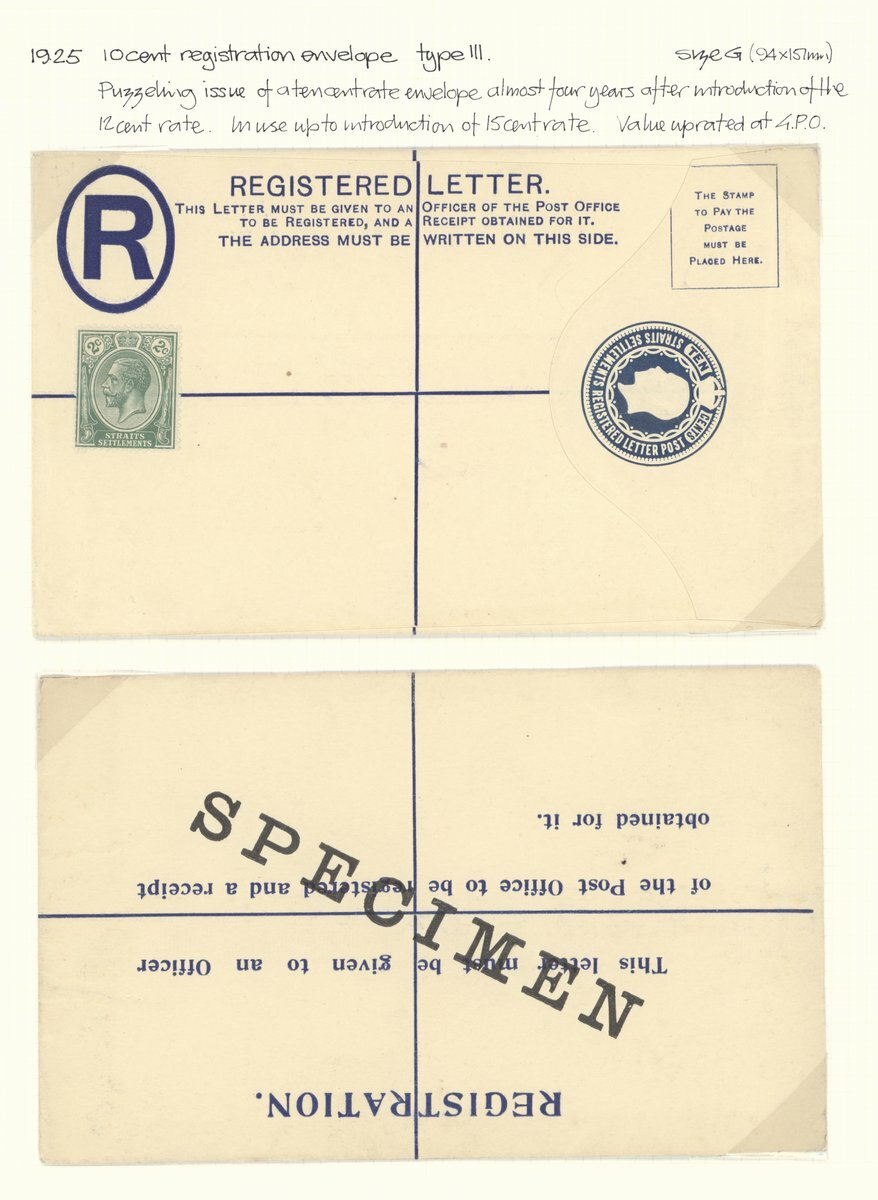 1925 10 cent registration envelope type III. Size G (94x151mm)
Puzzeling issue of a ten cent rate envelope almost four years after introduction of the
12 cent rate. In use up to introduction of 15 cent rate. Value uprated at G.P.O.
R
REGISTERED LETTER.
THIS LETTER MUST BE GIVEN TO AN OFFICER OF THE POST OFFICE
TO BE REGISTERED, AND A RECEIPT OBTAINED FOR IT.
THE ADDRESS MUST BE WRITTEN ON THIS SIDE.
THE STAMP
TO PAY THE
POSTAGE
MUST BE
PLACED HERE.
2c 2c
STRAITS
SETTLEMENTS
STRAITS SETTLEMENTS REGISTERED LETTER POST
TEN CENTS
SPECIMEN
REGISTRATION.
This letter must be given to an Officer
of the Post Office to be registered and a receipt
obtained for it.